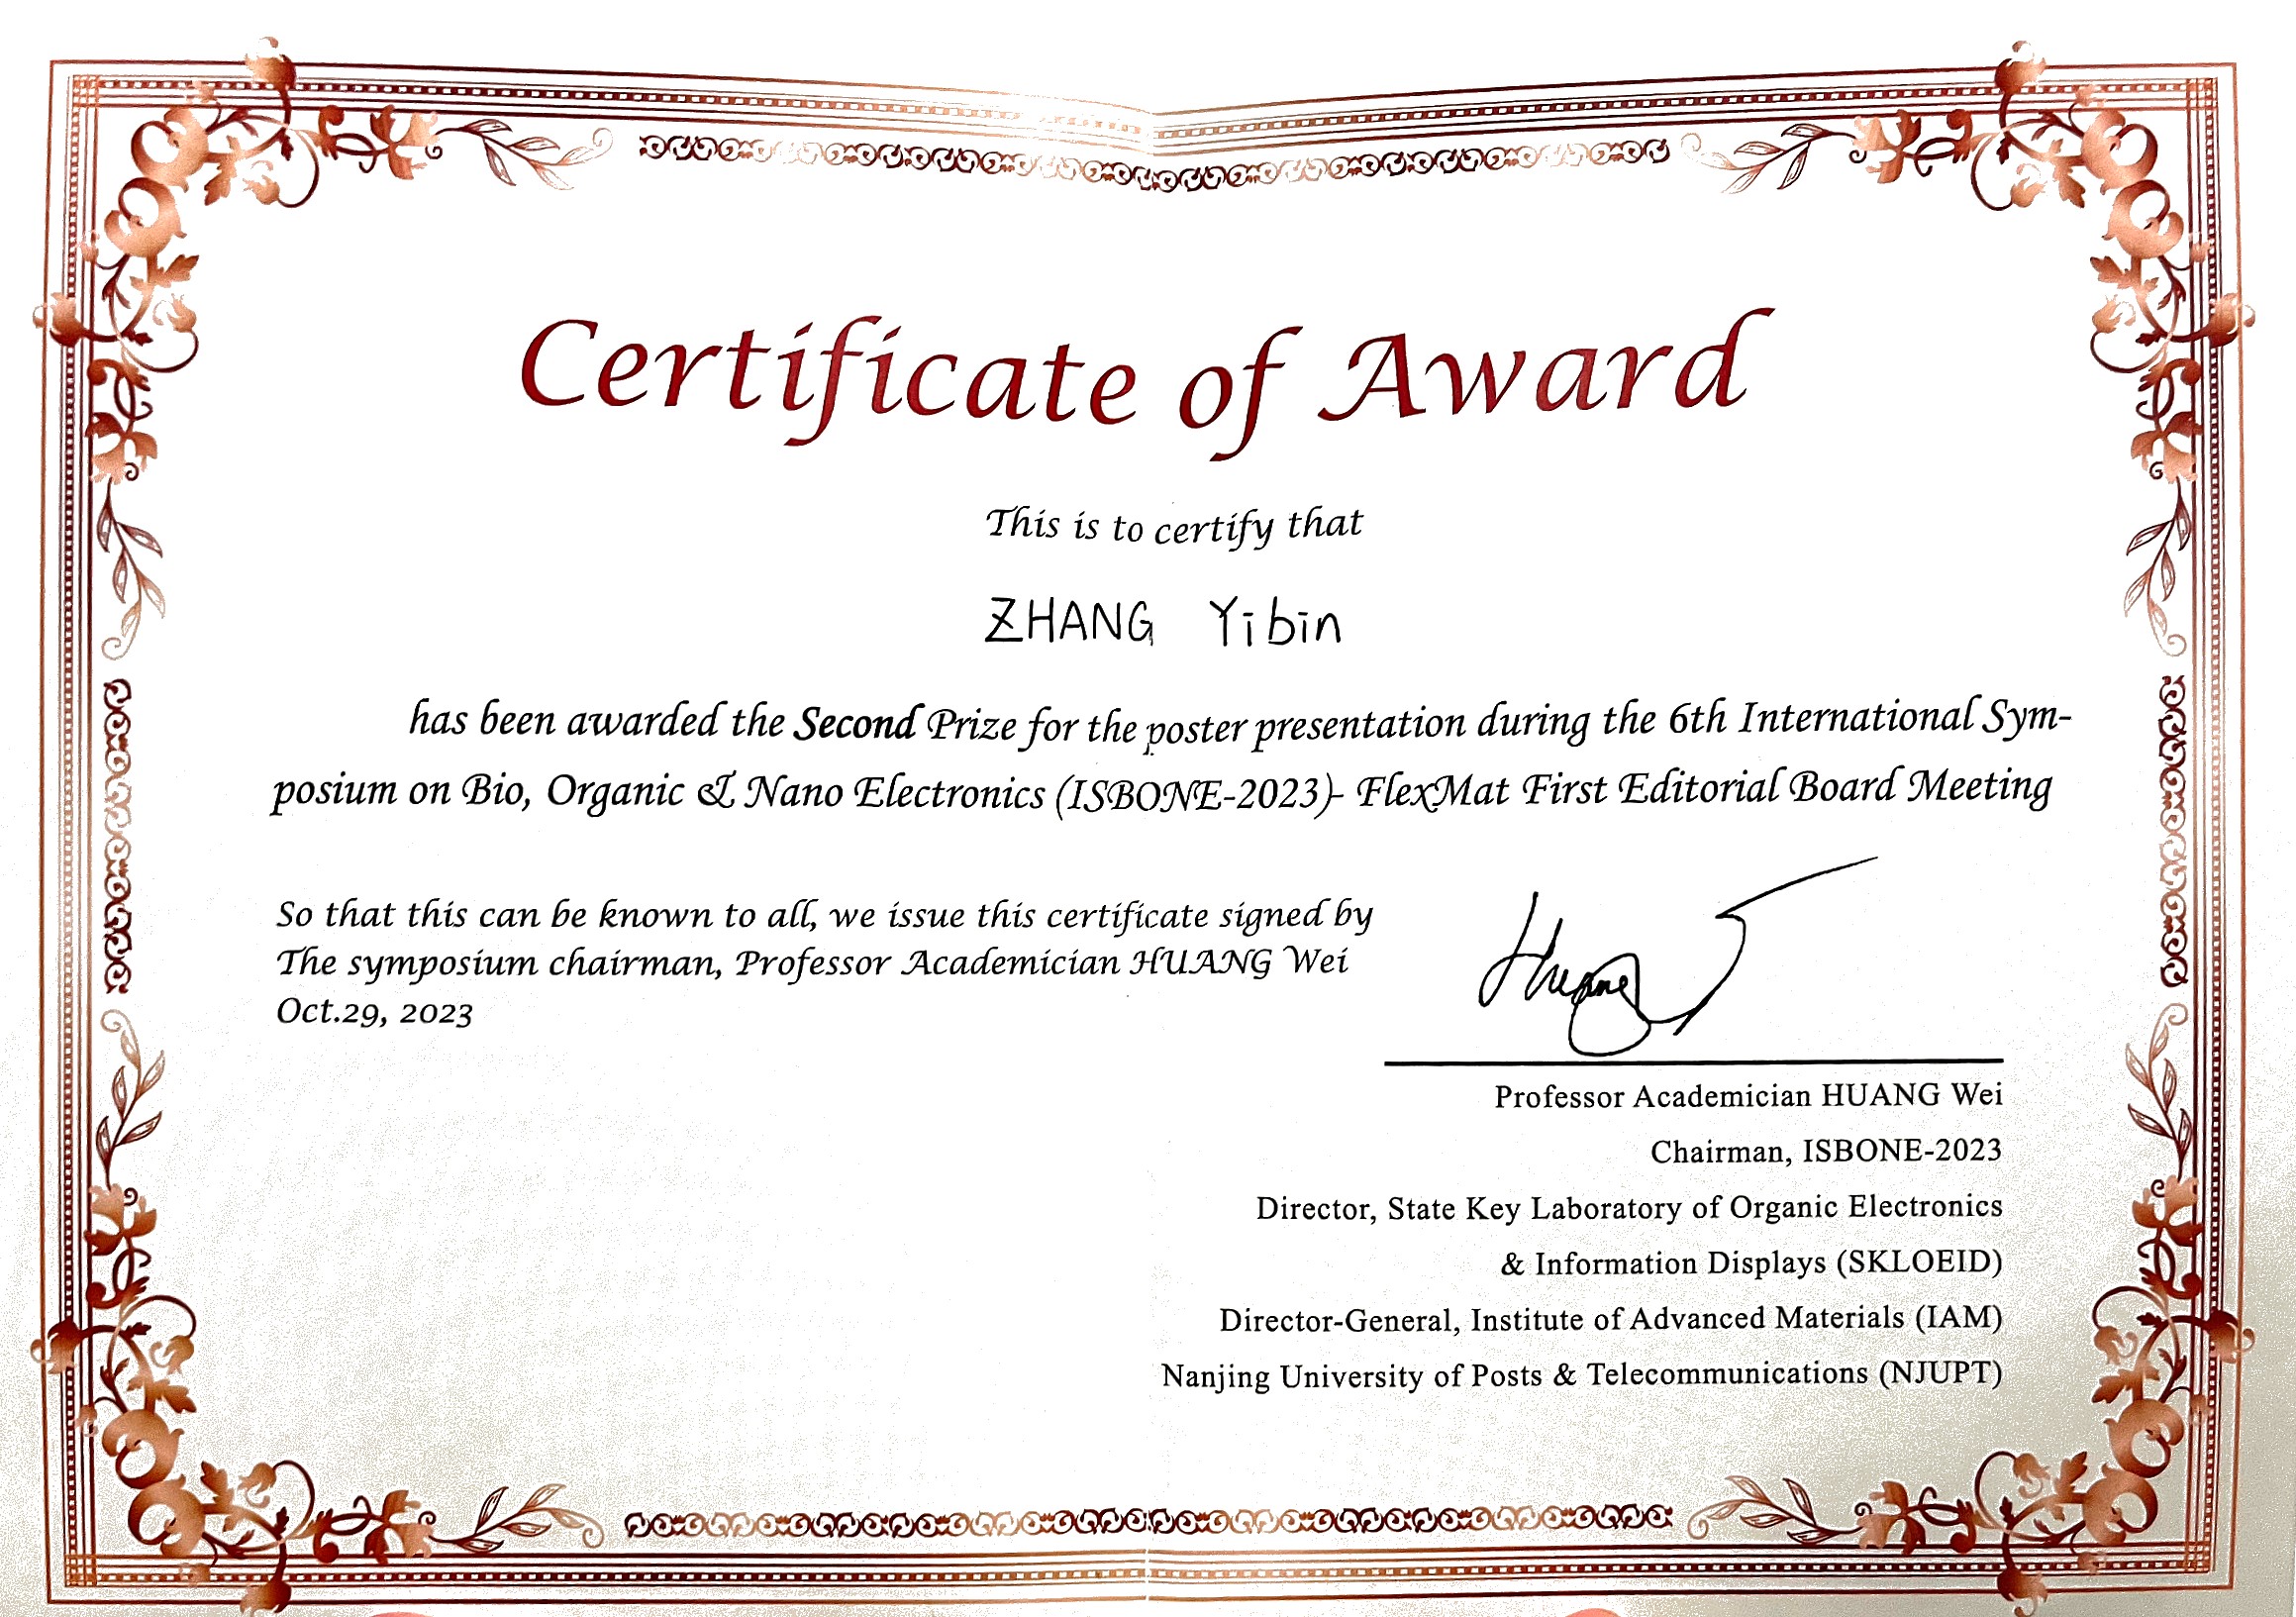 Certificate of Award
This is to certify that
ZHANG Yibin
has been awarded the Second Prize for the poster presentation during the 6th International Sym-
posium on Bio, Organic & Nano Electronics (ISBONE-2023)- FlexMat First Editorial Board Meeting
So that this can be known to all, we issue this certificate signed by
The symposium chairman, Professor Academician HUANG Wei
Oct.29, 2023
Huang
Professor Academician HUANG Wei
Chairman, ISBONE-2023
Director, State Key Laboratory of Organic Electronics
& Information Displays (SKLOEID)
Director-General, Institute of Advanced Materials (IAM)
Nanjing University of Posts & Telecommunications (NJUPT)